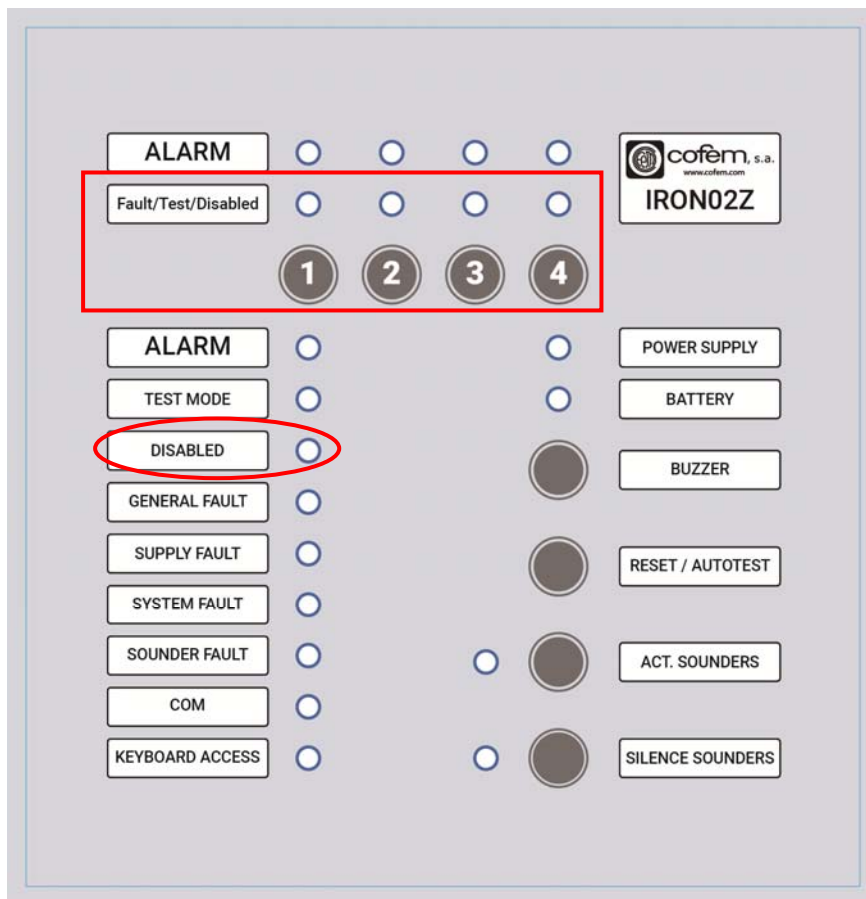 ALARM
cofem, s.a.
www.cofem.com
Fault/Test/Disabled
IRON02Z
1 2 3 4
ALARM
POWER SUPPLY
TEST MODE
BATTERY
DISABLED
BUZZER
GENERAL FAULT
SUPPLY FAULT
RESET / AUTOTEST
SYSTEM FAULT
SOUNDER FAULT
ACT. SOUNDERS
COM
KEYBOARD ACCESS
SILENCE SOUNDERS